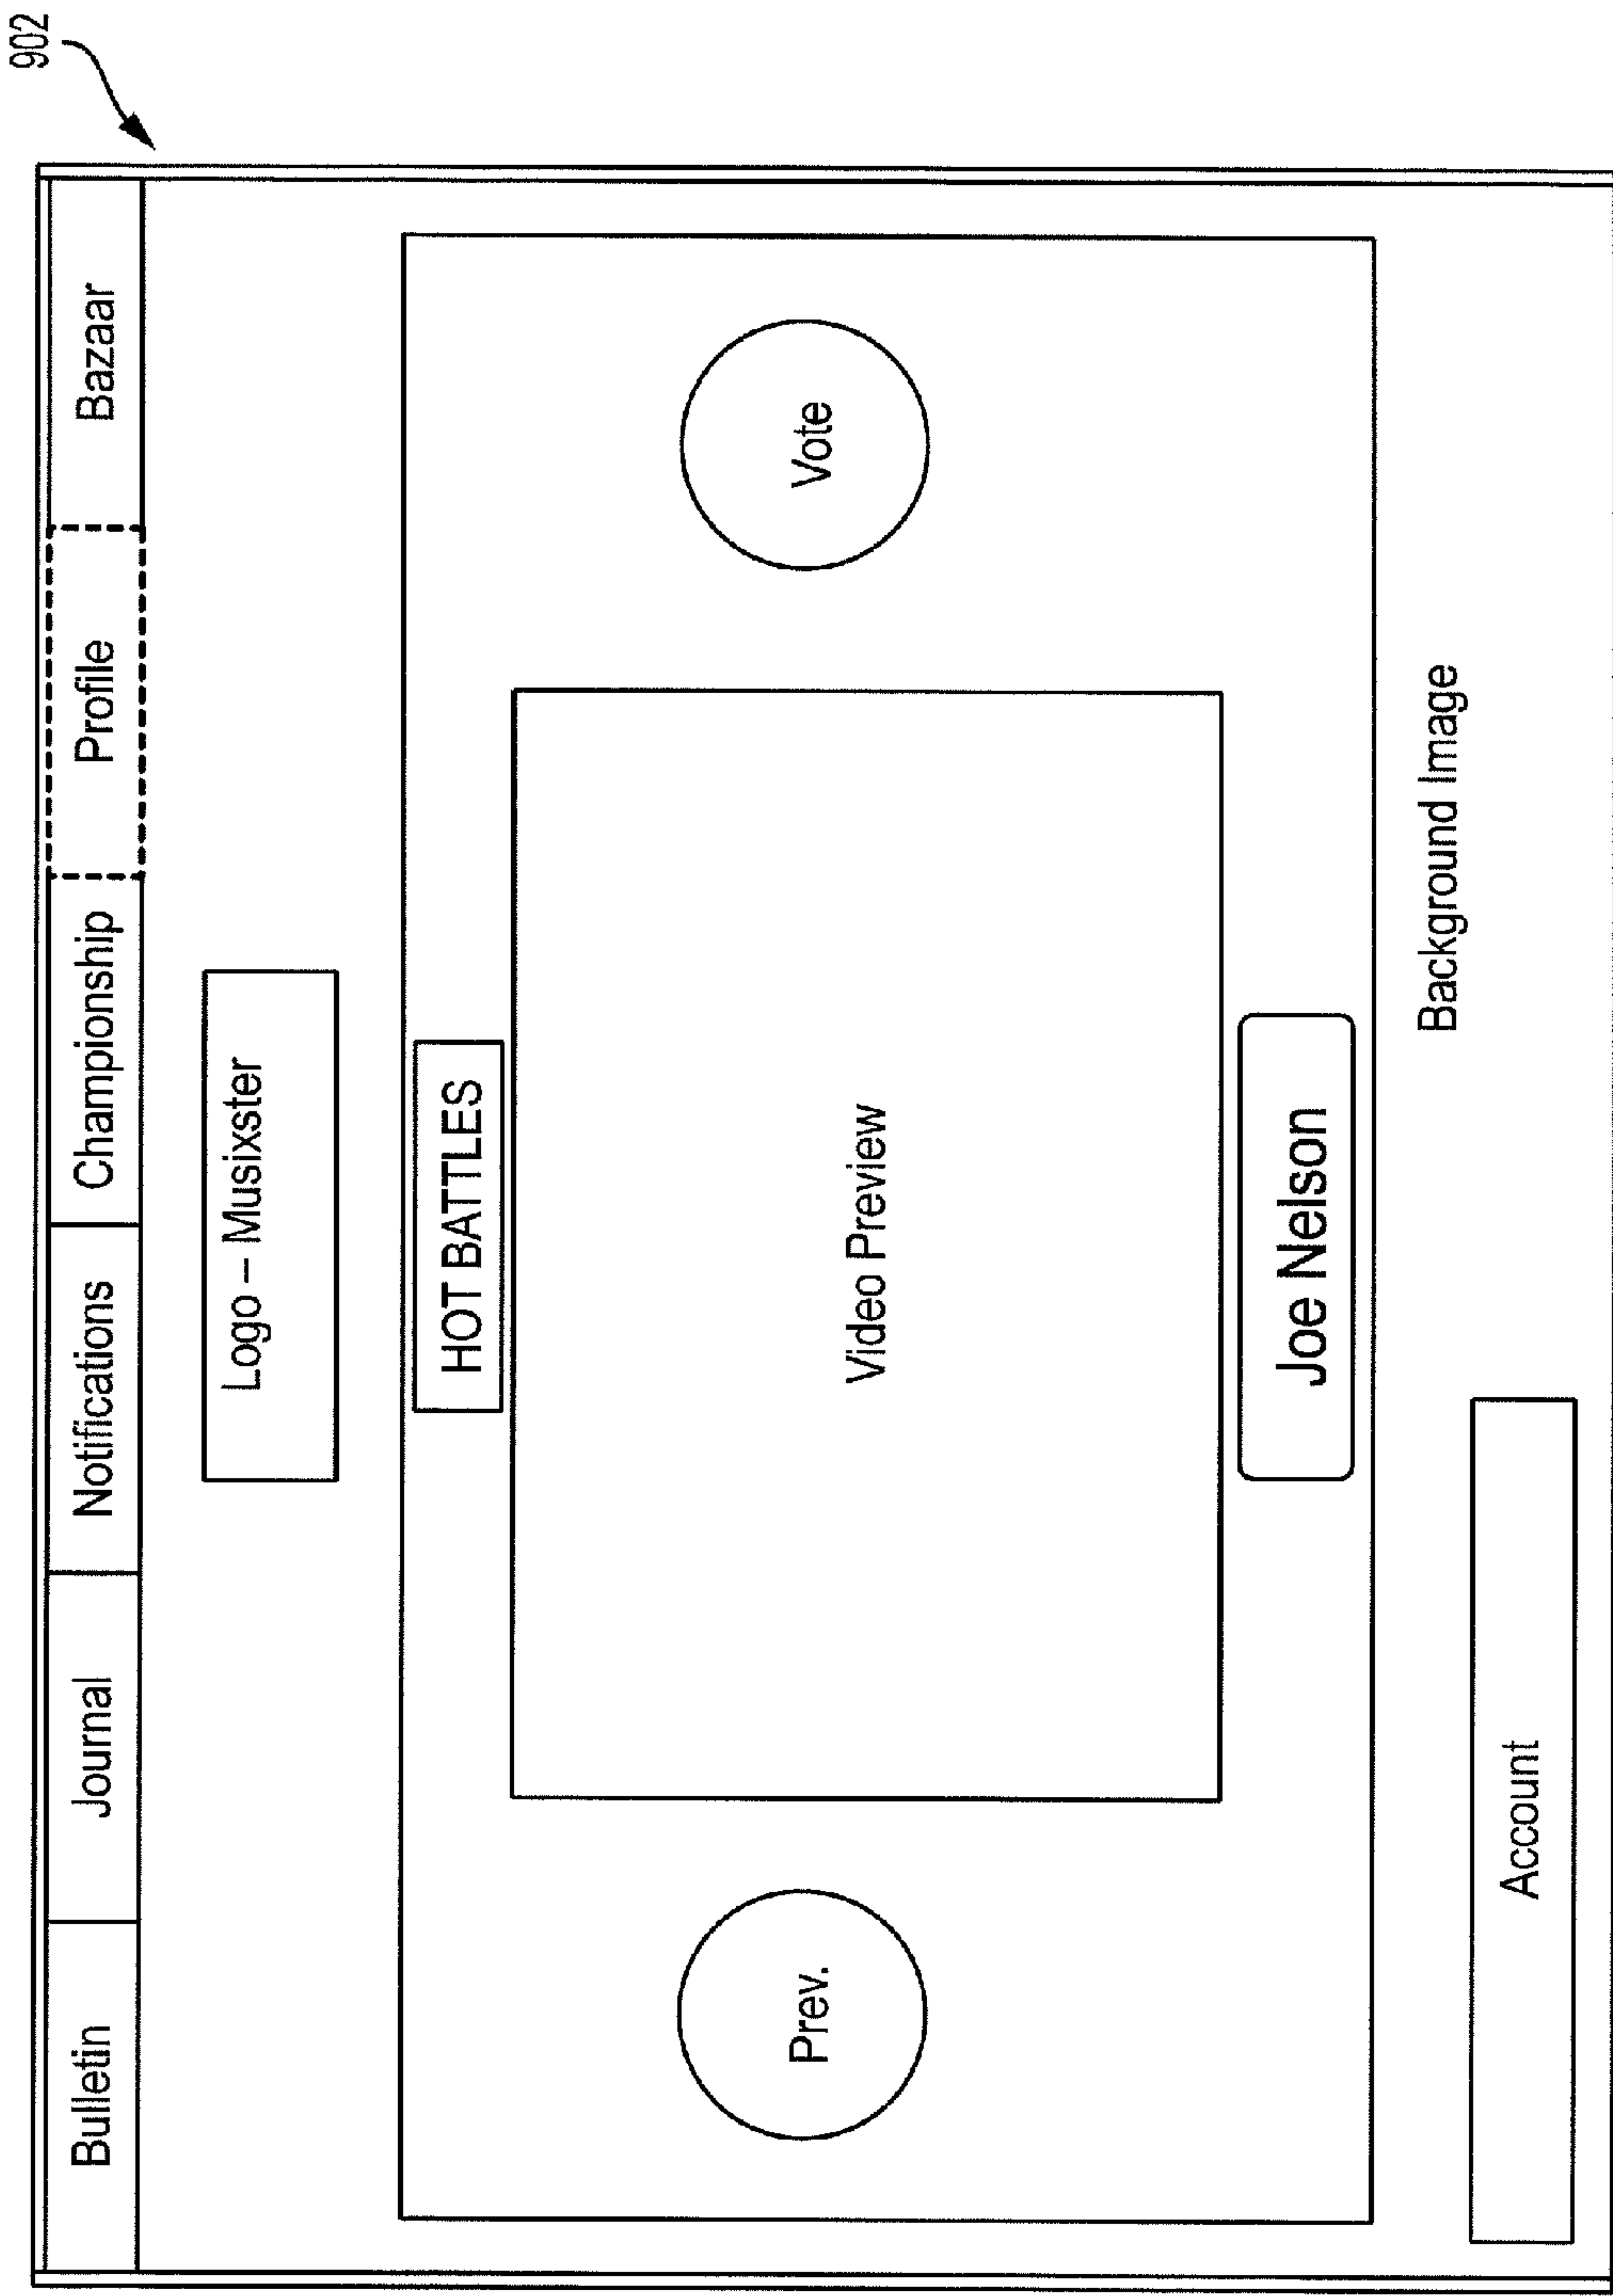 902
Bulletin
Journal
Notifications
Championship
Profile
Bazaar
Logo – Musixster
HOT BATTLES
Prev.
Video Preview
Vote
Joe Nelson
Background Image
Account